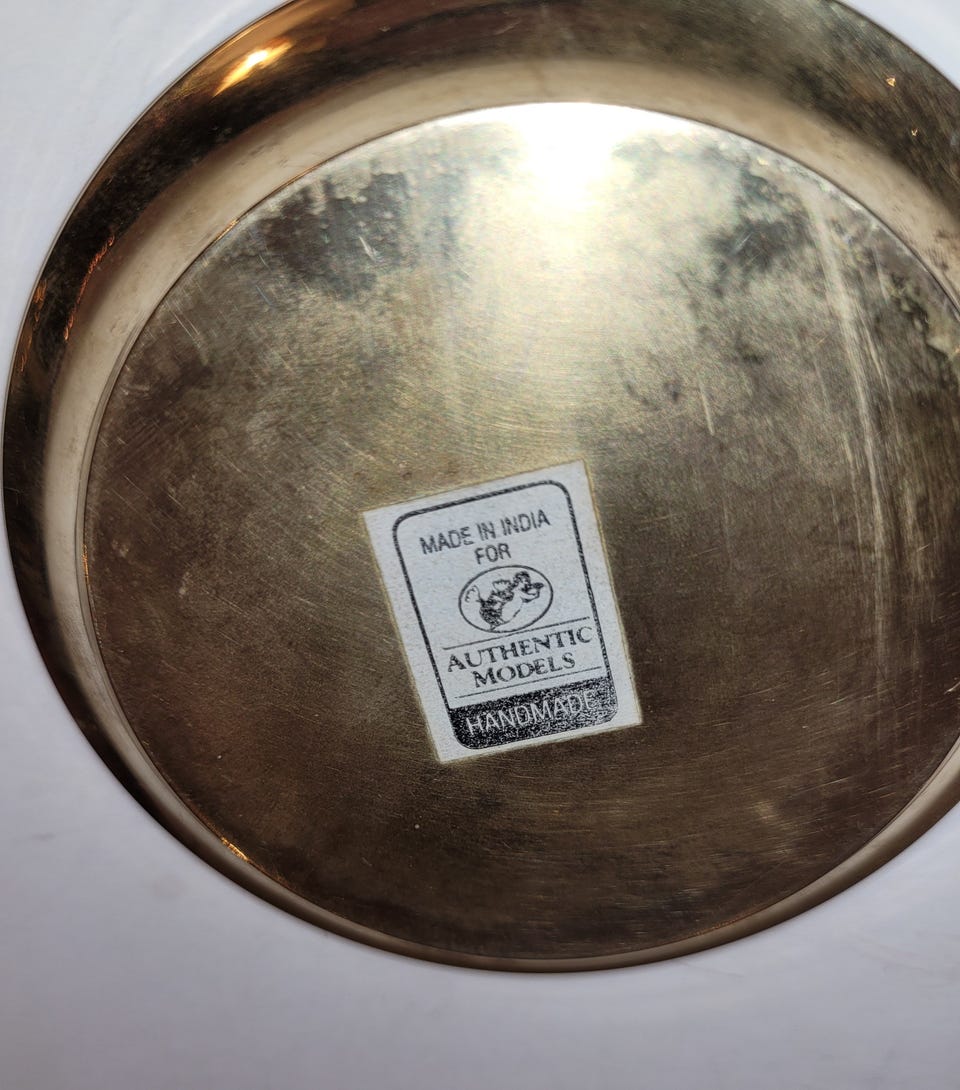 MADE IN INDIA
FOR
AUTHENTIC
MODELS
HANDMADE